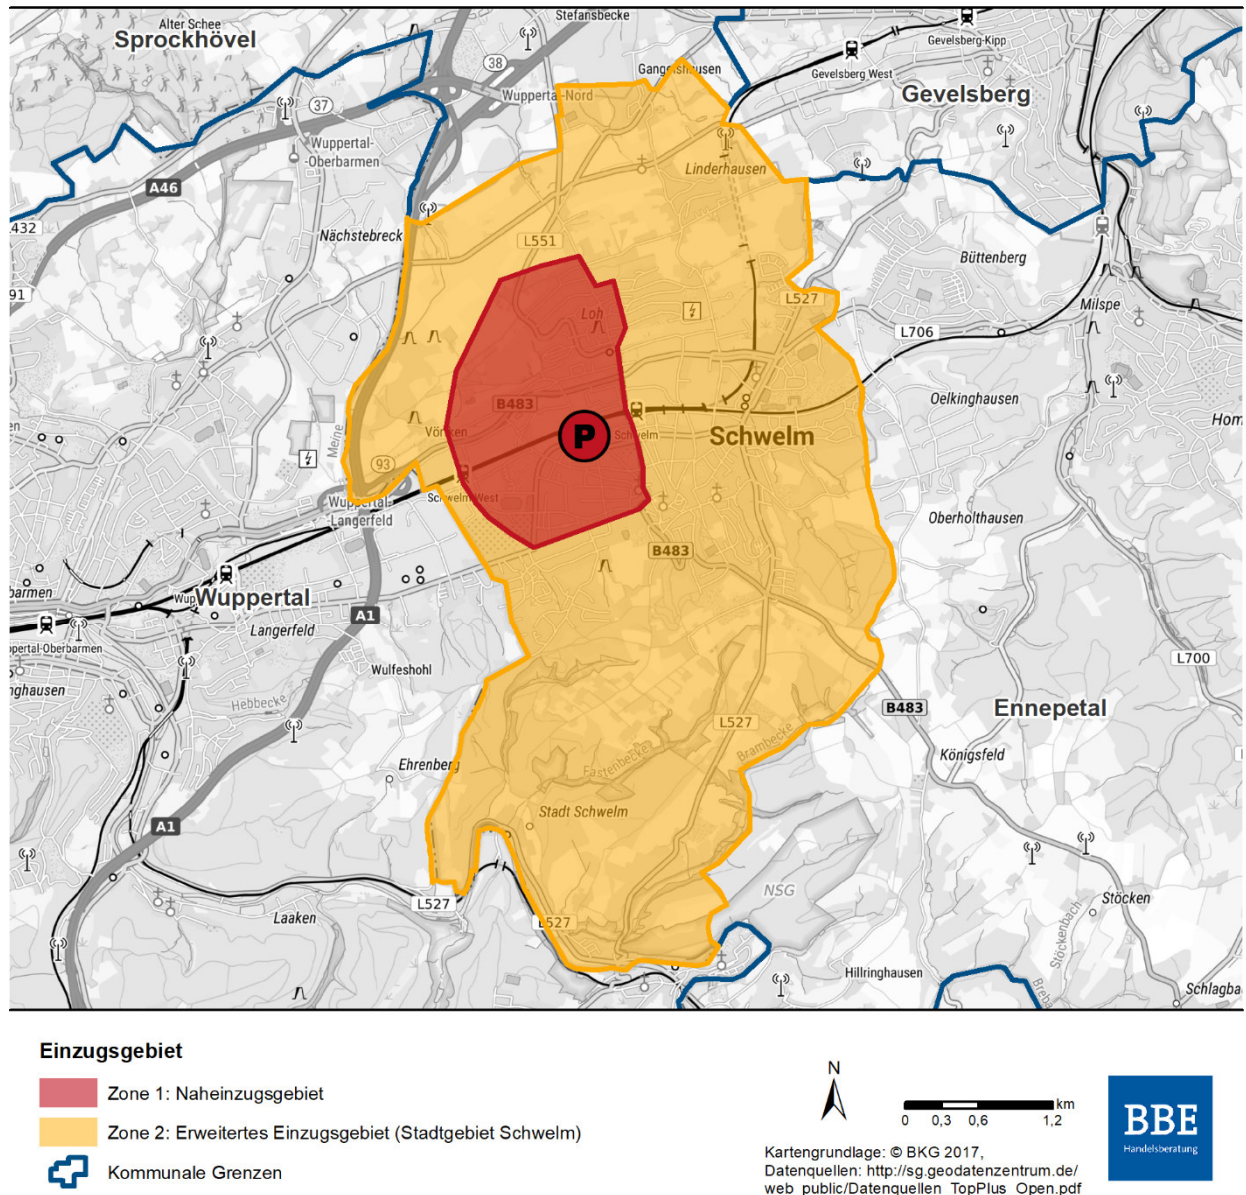 Alter Schee
Sprockhövel
Stefansbecke
38
37
Wuppertal-Nord
Wuppertal-
-Oberbarmen
A46
L432
Nächstebreck
91
Gangelshausen
Gevelsberg-Kipp
Gevelsberg West
Gevelsberg
Linderhausen
L551
Büttenberg
L527
Milspe
L706
Loh
Oelkinghausen
B483
Vörfken
P
Schwelm
Schwelm
93
Meine
Schwelm West
Wuppertal-
-Langerfeld
Oberholthausen
B483
Wuppertal
A1
Langerfeld
Wulfeshohl
L700
Hebbecke
Ehrenberg
L527
Brambecke
B483
Ennepetal
Königsfeld
Fastenbecke
Stadt Schwelm
A1
NSG
Stöcken
Laaken
L527
L527
Stöckenbach
Hillringhausen
Einzugsgebiet
Zone 1: Naheinzugsgebiet
Zone 2: Erweitertes Einzugsgebiet (Stadtgebiet Schwelm)
Kommunale Grenzen
N
km
0 0,3 0,6 1,2
Kartengrundlage: © BKG 2017,
Datenquellen: http://sg.geodatenzentrum.de/
web_public/Datenquellen_TopPlus_Open.pdf
BBE
Handelsberatung